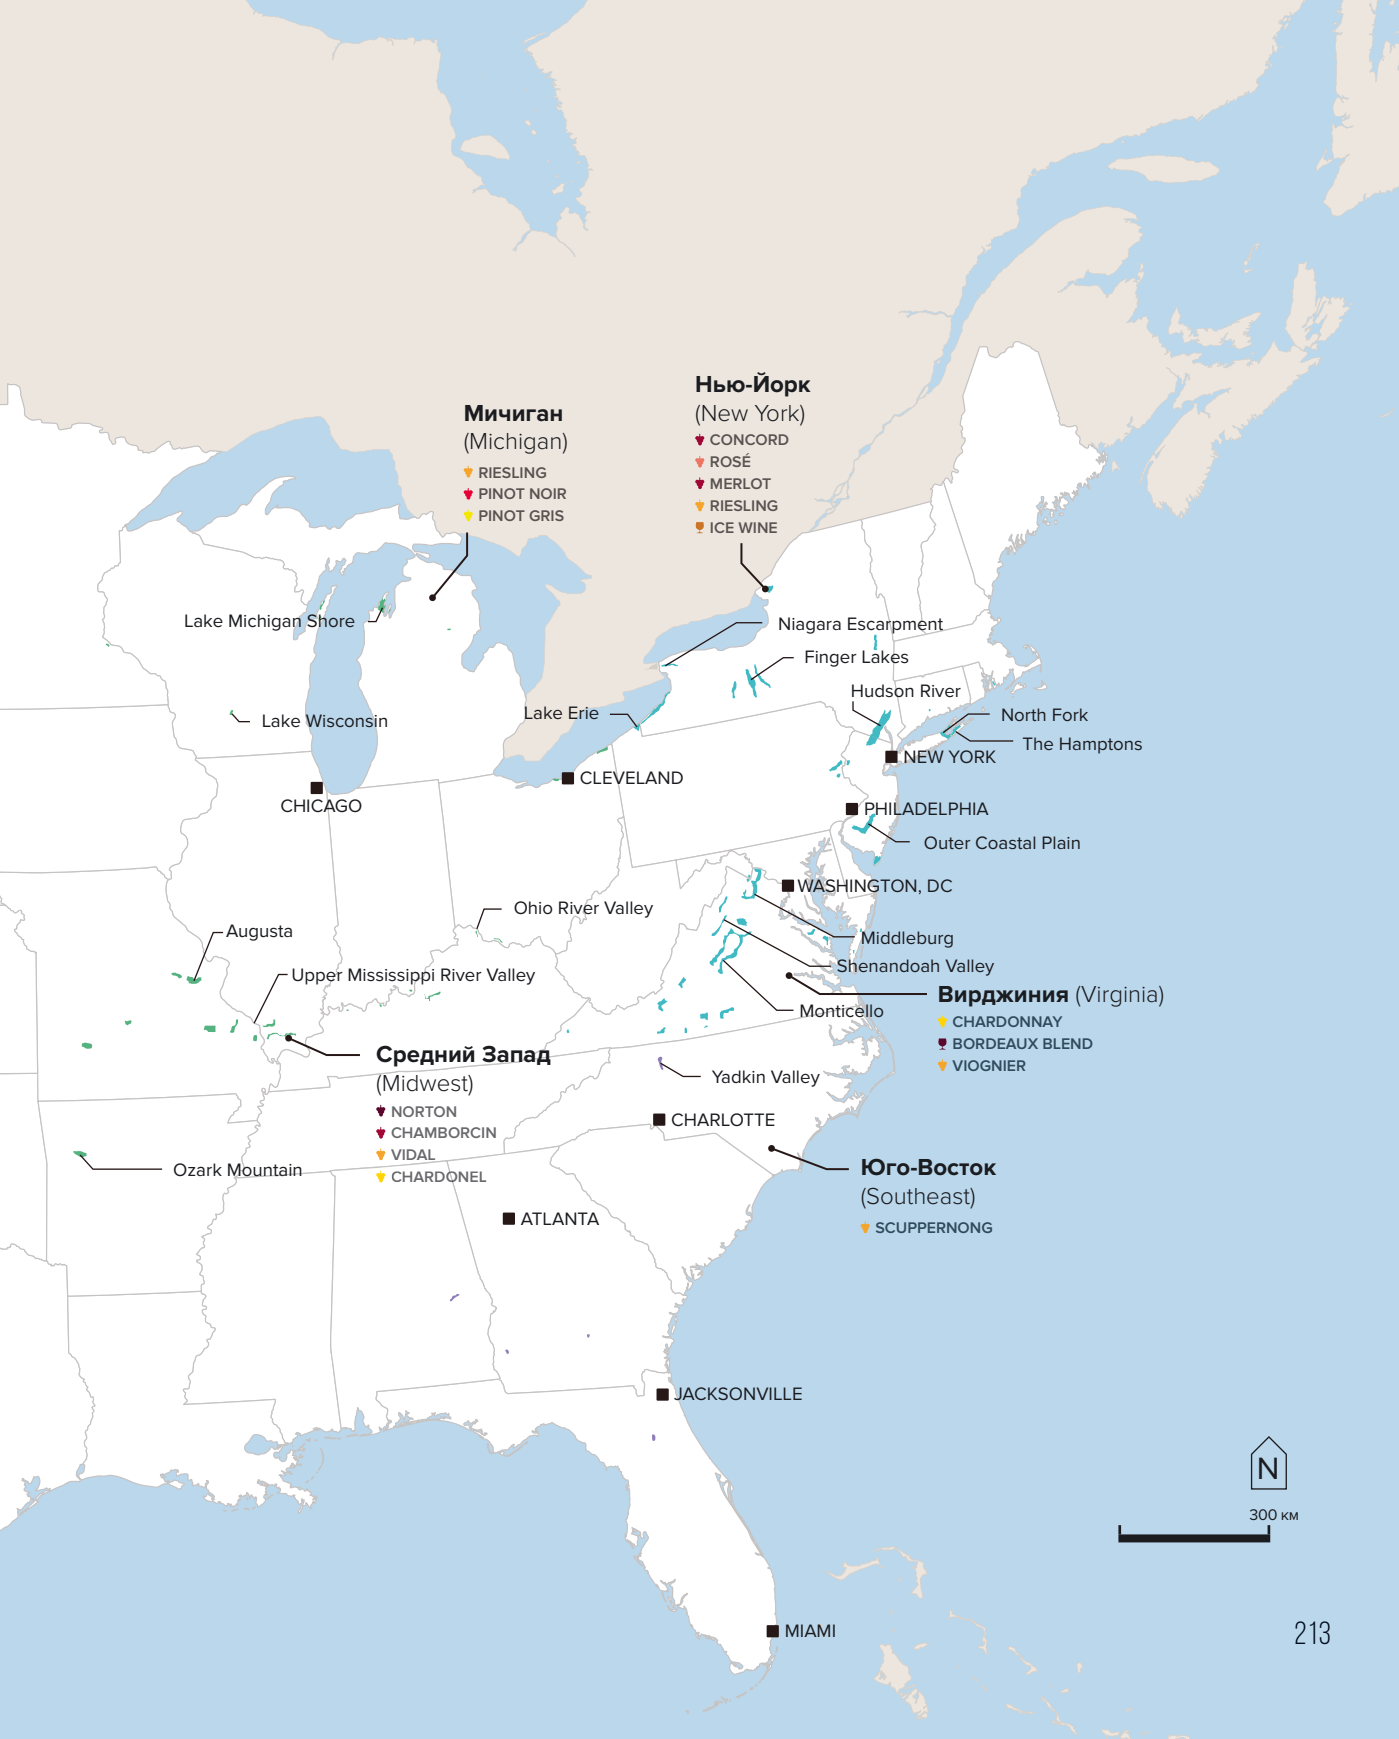 Нью-Йорк
(New York)
CONCORD
ROSÉ
MERLOT
RIESLING
ICE WINE
Мичиган
(Michigan)
RIESLING
PINOT NOIR
PINOT GRIS
Lake Michigan Shore
Niagara Escarpment
Finger Lakes
Hudson River
Lake Wisconsin
Lake Erie
North Fork
The Hamptons
NEW YORK
CLEVELAND
CHICAGO
PHILADELPHIA
Outer Coastal Plain
WASHINGTON, DC
Ohio River Valley
Augusta
Middleburg
Upper Mississippi River Valley
Shenandoah Valley
Вирджиния (Virginia)
CHARDONNAY
BORDEAUX BLEND
VIOGNIER
Monticello
Средний Запад
(Midwest)
NORTON
CHAMBORCIN
VIDAL
CHARDONEL
Yadkin Valley
CHARLOTTE
Ozark Mountain
Юго-Восток
(Southeast)
SCUPPERNONG
ATLANTA
JACKSONVILLE
N
300 км
MIAMI
213